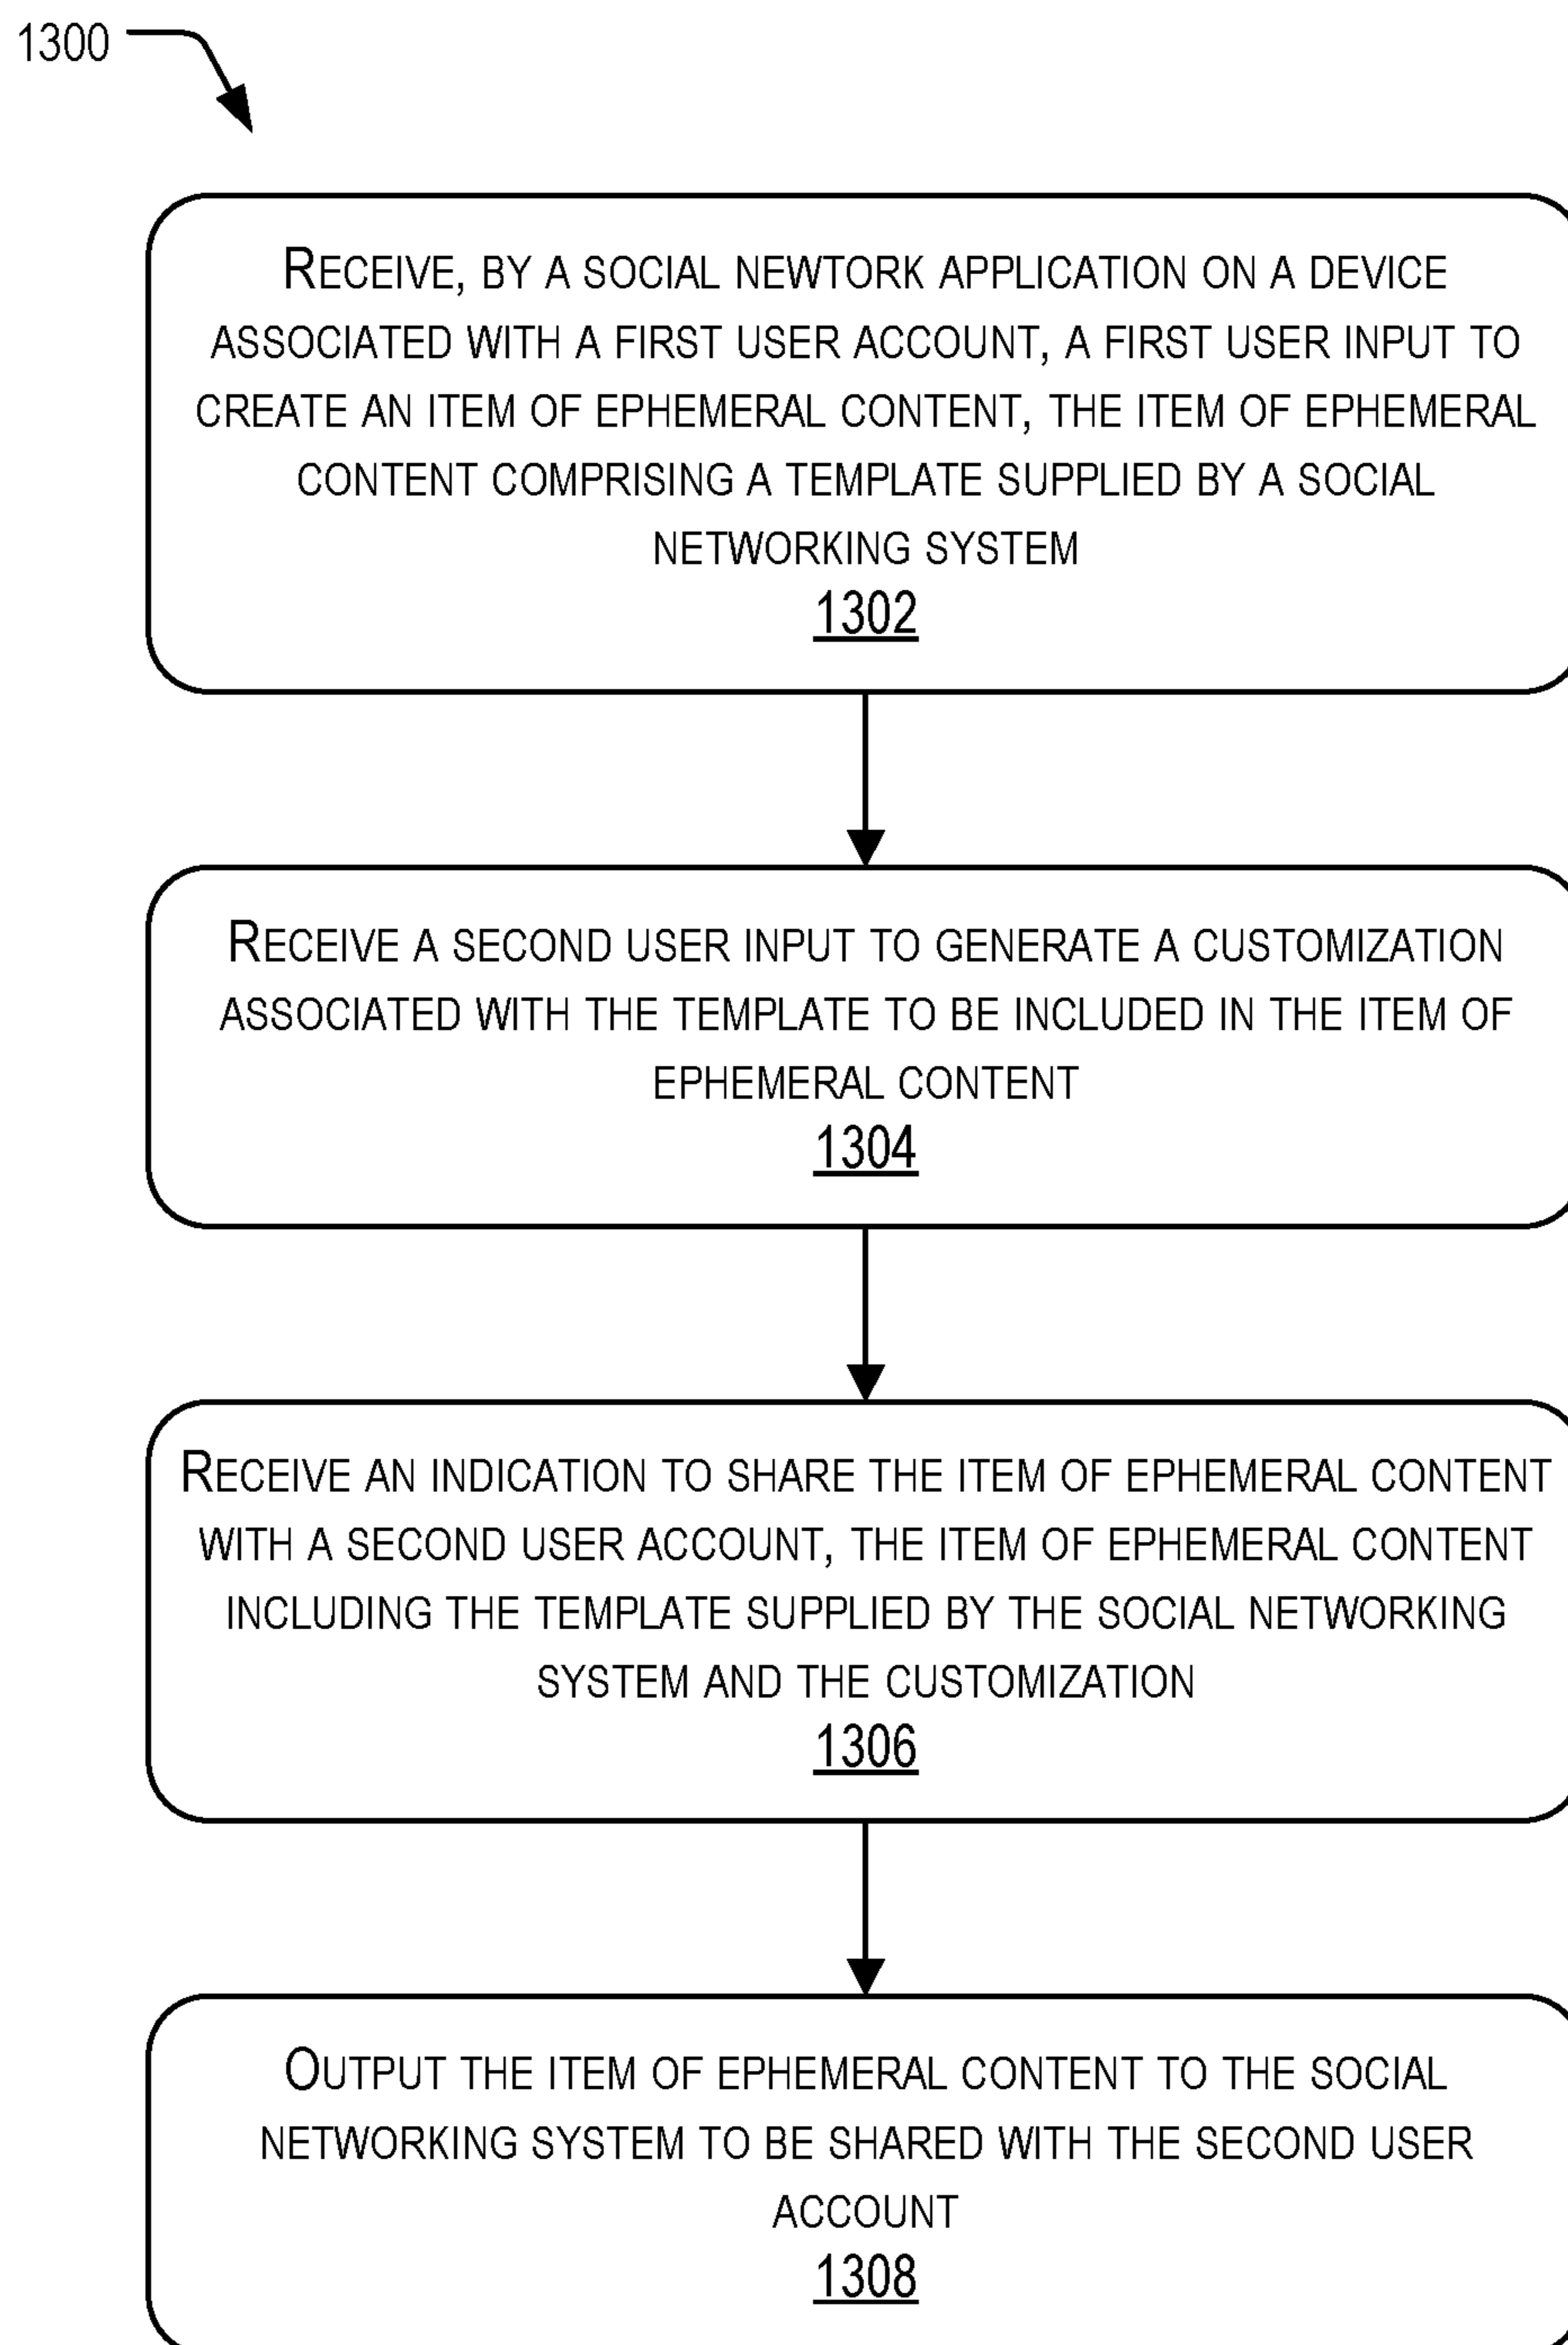 1300
RECEIVE, BY A SOCIAL NEWTORK APPLICATION ON A DEVICE
ASSOCIATED WITH A FIRST USER ACCOUNT, A FIRST USER INPUT TO
CREATE AN ITEM OF EPHEMERAL CONTENT, THE ITEM OF EPHEMERAL
CONTENT COMPRISING A TEMPLATE SUPPLIED BY A SOCIAL
NETWORKING SYSTEM
1302
RECEIVE A SECOND USER INPUT TO GENERATE A CUSTOMIZATION
ASSOCIATED WITH THE TEMPLATE TO BE INCLUDED IN THE ITEM OF
EPHEMERAL CONTENT
1304
RECEIVE AN INDICATION TO SHARE THE ITEM OF EPHEMERAL CONTENT
WITH A SECOND USER ACCOUNT, THE ITEM OF EPHEMERAL CONTENT
INCLUDING THE TEMPLATE SUPPLIED BY THE SOCIAL NETWORKING
SYSTEM AND THE CUSTOMIZATION
1306
OUTPUT THE ITEM OF EPHEMERAL CONTENT TO THE SOCIAL
NETWORKING SYSTEM TO BE SHARED WITH THE SECOND USER
ACCOUNT
1308